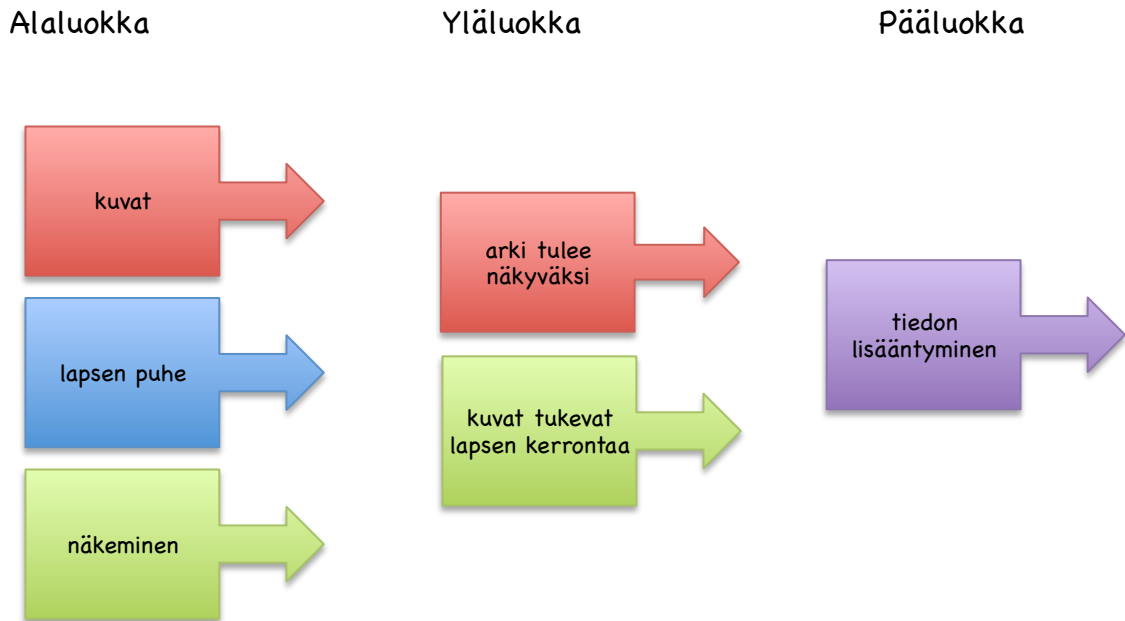 Alaluokka
Yläluokka
Pääluokka
kuvat
lapsen puhe
näkeminen
arki tulee
näkyväksi
kuvat tukevat
lapsen kerrontaa
tiedon
lisääntyminen